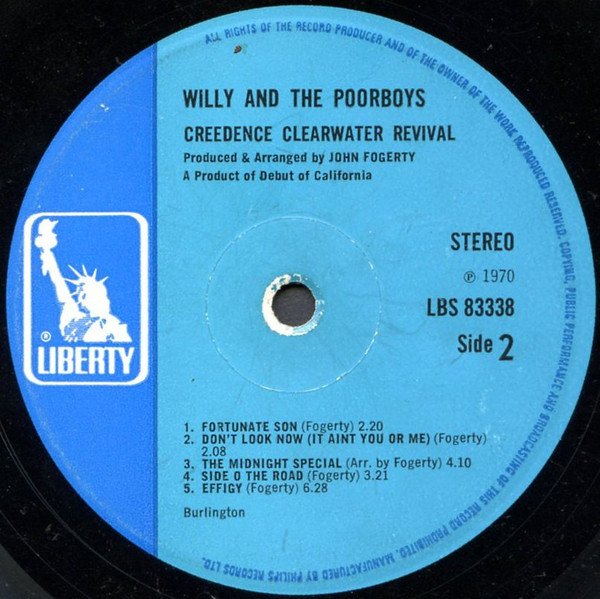 ALL RIGHTS OF THE RECORD PRODUCER AND OF THE OWNER OF THE WORK REPRODUCED RESERVED. COPYING, PUBLIC PERFORMANCE AND BROADCASTING OF THIS RECORD PROHIBITED. MANUFACTURED BY PHILIPS RECORDS LTD.
WILLY AND THE POORBOYS
CREEDENCE CLEARWATER REVIVAL
Produced & Arranged by JOHN FOGERTY
A Product of Debut of California
STEREO
℗ 1970
LBS 83338
Side 2
®
LIBERTY
1. FORTUNATE SON (Fogerty) 2.20
2. DON'T LOOK NOW (IT AINT YOU OR ME) (Fogerty)
2.08
3. THE MIDNIGHT SPECIAL (Arr. by Fogerty) 4.10
4. SIDE O THE ROAD (Fogerty) 3.21
5. EFFIGY (Fogerty) 6.28
Burlington